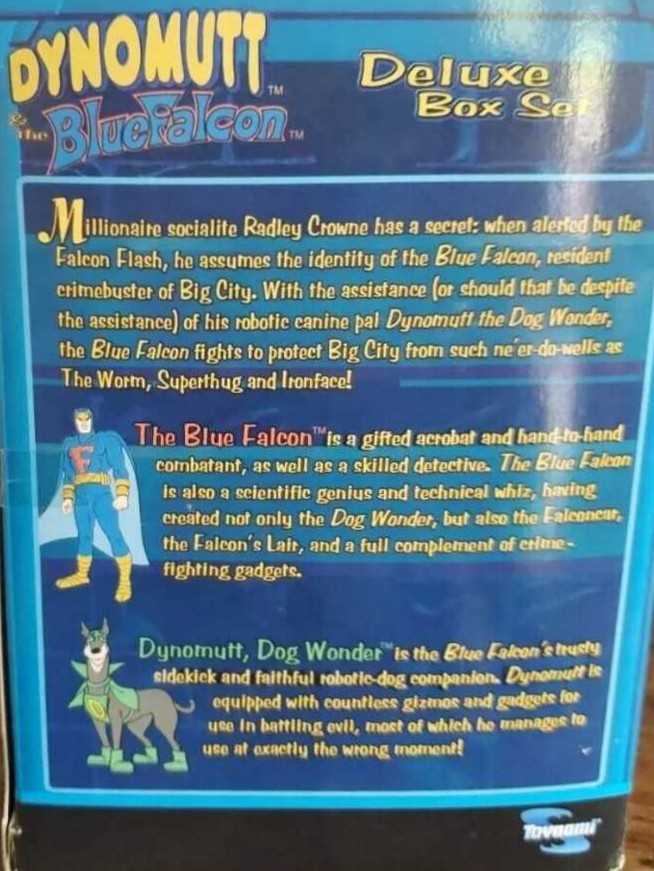 DYNOMUTT™
& the Blue Falcon™
Deluxe
Box Set
Millionaire socialite Radley Crowne has a secret: when alerted by the
Falcon Flash, he assumes the identity of the Blue Falcon, resident
crimebuster of Big City. With the assistance (or should that be despite
the assistance) of his robotic canine pal Dynomutt the Dog Wonder,
the Blue Falcon fights to protect Big City from such ne'er-do-wells as
The Worm, Superthug and Ironface!
The Blue Falcon™ is a gifted acrobat and hand-to-hand
combatant, as well as a skilled detective. The Blue Falcon
is also a scientific genius and technical whiz, having
created not only the Dog Wonder, but also the Falconcar,
the Falcon's Lair, and a full complement of crime-
fighting gadgets.
F
Dynomutt, Dog Wonder™ is the Blue Falcon's trusty
sidekick and faithful robotic-dog companion. Dynomutt is
equipped with countless gizmos and gadgets for
use in battling evil, most of which he manages to
use at exactly the wrong moment!
Toynami